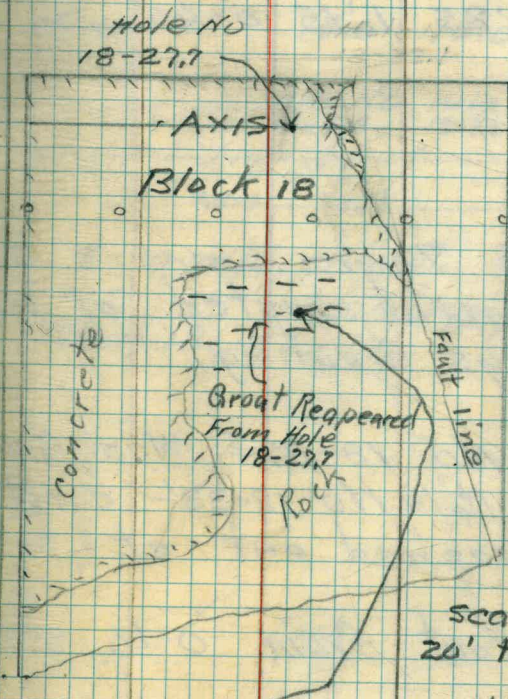 Hole No
18-27.7
AXIS
Block 18
Concrete
Fault line
Grout Reapeared
From Hole
18-27.7
Rock
sca
20'